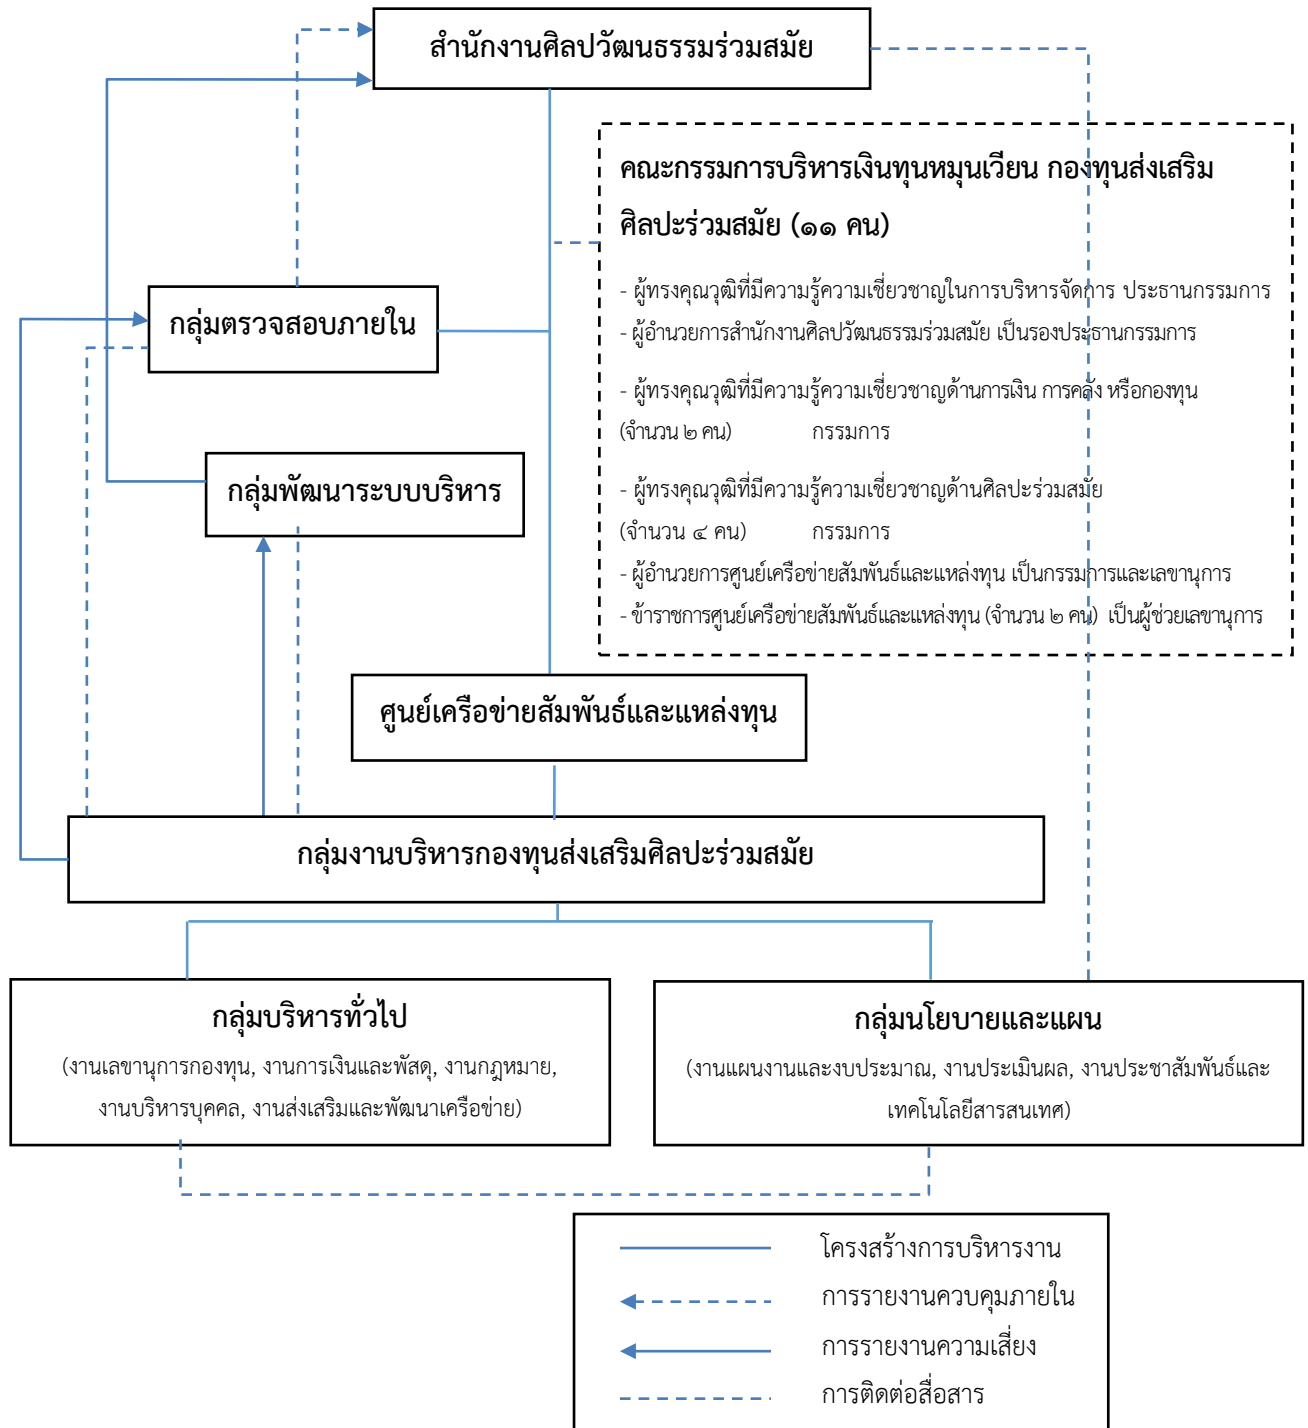 สำนักงานศิลปวัฒนธรรมร่วมสมัย
คณะกรรมการบริหารเงินทุนหมุนเวียน กองทุนส่งเสริม
ศิลปะร่วมสมัย (๑๑ คน)
- ผู้ทรงคุณวุฒิที่มีความรู้ความเชี่ยวชาญในการบริหารจัดการ ประธานกรรมการ
- ผู้อำนวยการสำนักงานศิลปวัฒนธรรมร่วมสมัย เป็นรองประธานกรรมการ
- ผู้ทรงคุณวุฒิที่มีความรู้ความเชี่ยวชาญด้านการเงิน การคลัง หรือกองทุน
(จำนวน ๒ คน) กรรมการ
- ผู้ทรงคุณวุฒิที่มีความรู้ความเชี่ยวชาญด้านศิลปะร่วมสมัย
(จำนวน ๔ คน) กรรมการ
- ผู้อำนวยการศูนย์เครือข่ายสัมพันธ์และแหล่งทุน เป็นกรรมการและเลขานุการ
- ข้าราชการศูนย์เครือข่ายสัมพันธ์และแหล่งทุน (จำนวน ๒ คน) เป็นผู้ช่วยเลขานุการ
กลุ่มตรวจสอบภายใน
กลุ่มพัฒนาระบบบริหาร
ศูนย์เครือข่ายสัมพันธ์และแหล่งทุน
กลุ่มงานบริหารกองทุนส่งเสริมศิลปะร่วมสมัย
กลุ่มบริหารทั่วไป
(งานเลขานุการกองทุน, งานการเงินและพัสดุ, งานกฎหมาย,
งานบริหารบุคคล, งานส่งเสริมและพัฒนาเครือข่าย)
กลุ่มนโยบายและแผน
(งานแผนงานและงบประมาณ, งานประเมินผล, งานประชาสัมพันธ์และ
เทคโนโลยีสารสนเทศ)
โครงสร้างการบริหารงาน
การรายงานควบคุมภายใน
การรายงานความเสี่ยง
การติดต่อสื่อสาร